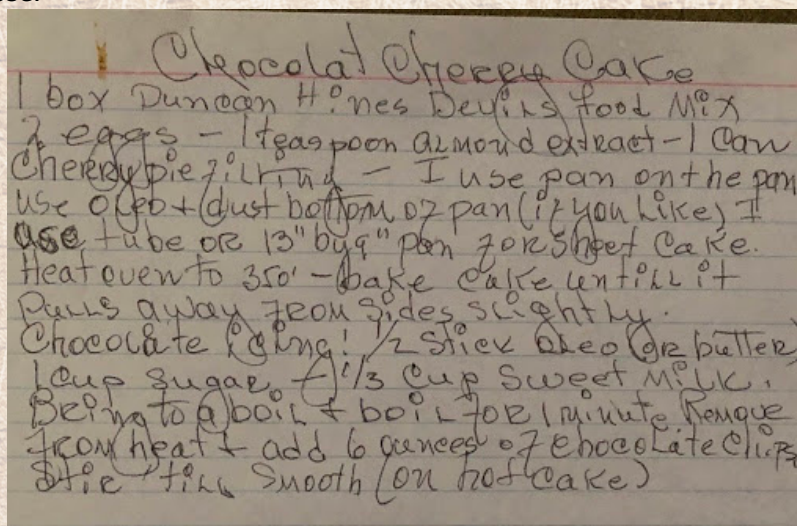 Chocolat Cherry Cake
1 box Duncan Hines Devils food Mix
2 eggs - 1 teaspoon almond extract - 1 Can
Cherry pie filling - I use pam on the pan
use oleo + dust bottom of pan (if you like) I
use tube or 13" by 9" pan for Sheet Cake.
Heat oven to 350' - bake cake untill it
Pulls away from sides slightly.
Chocolate icing! 1/2 stick oleo (or butter)
1 cup sugar + 1/3 cup sweet Milk.
Bring to a boil + boil for 1 minute. Remove
from heat + add 6 ounces of chocolate chips
Stir till Smooth (on hot cake)